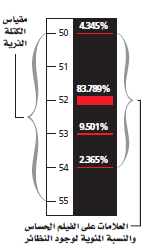 مقياس
الكتلة
الذرية
50
51
52
53
54
55
4.345%
83.789%
9.501%
2.365%
العلامات على الفيلم الحساس
والنسبة المئوية لوجود النظائر